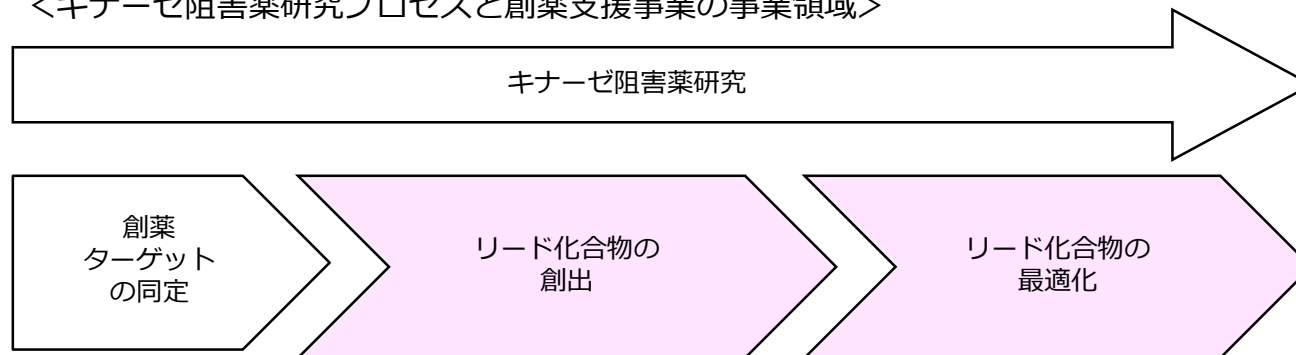 <キナーゼ阻害薬研究プロセスと創薬支援事業の事業領域>
キナーゼ阻害薬研究
創薬
ターゲット
の同定
リード化合物の
創出
リード化合物の
最適化